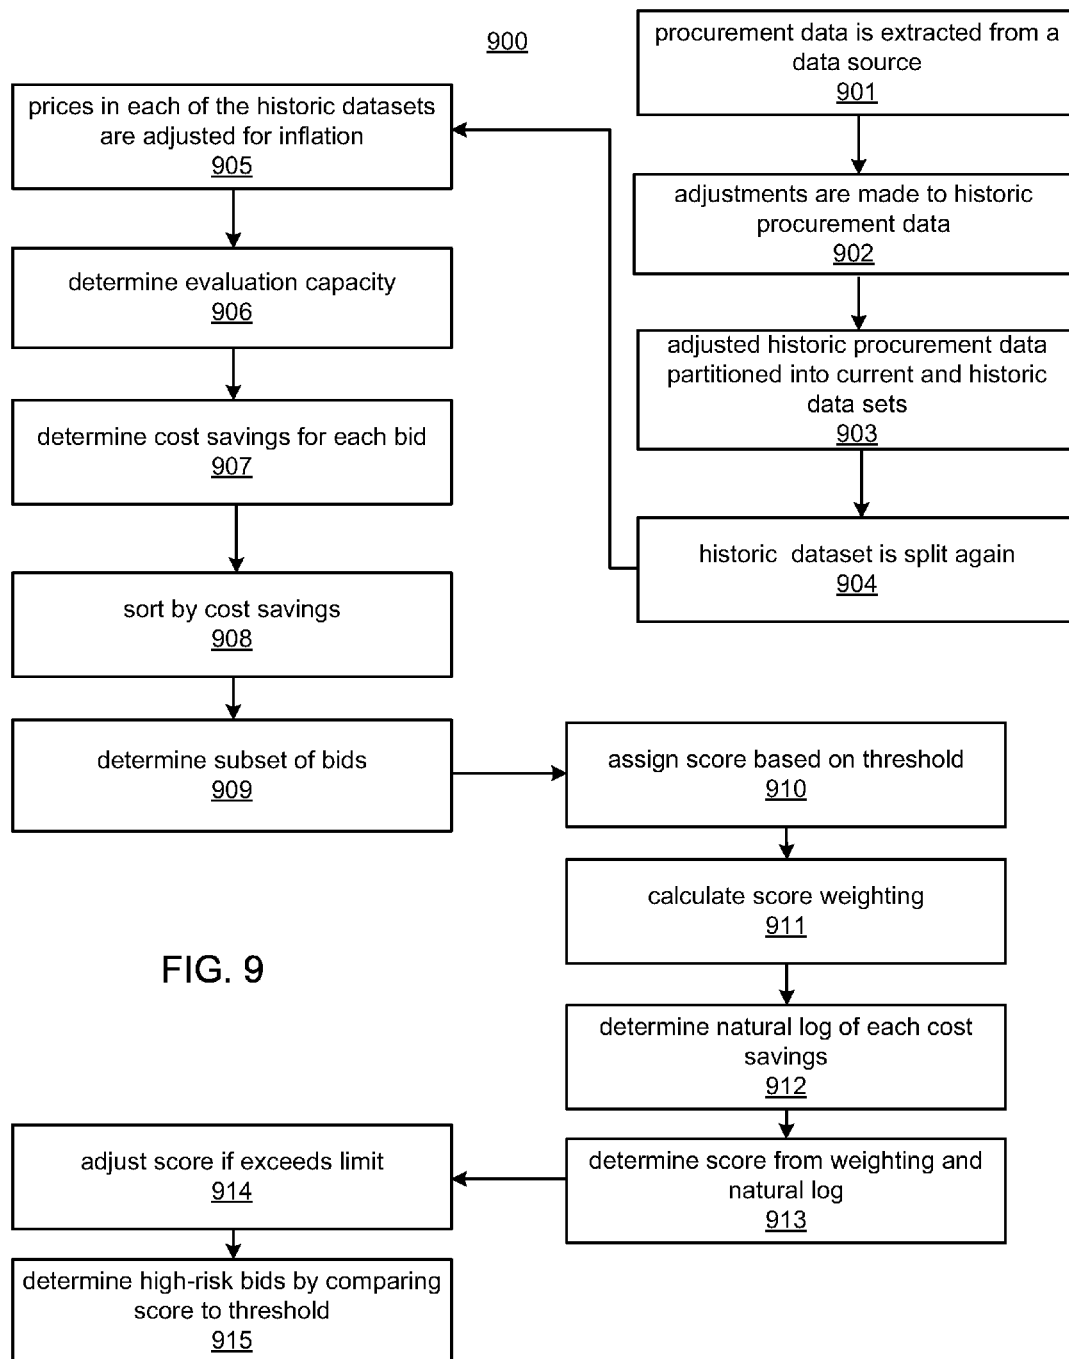 900
procurement data is extracted from a
data source
901
adjustments are made to historic
procurement data
902
adjusted historic procurement data
partitioned into current and historic
data sets
903
historic dataset is split again
904
prices in each of the historic datasets
are adjusted for inflation
905
determine evaluation capacity
906
determine cost savings for each bid
907
sort by cost savings
908
determine subset of bids
909
assign score based on threshold
910
calculate score weighting
911
determine natural log of each cost
savings
912
determine score from weighting and
natural log
913
adjust score if exceeds limit
914
determine high-risk bids by comparing
score to threshold
915
FIG. 9